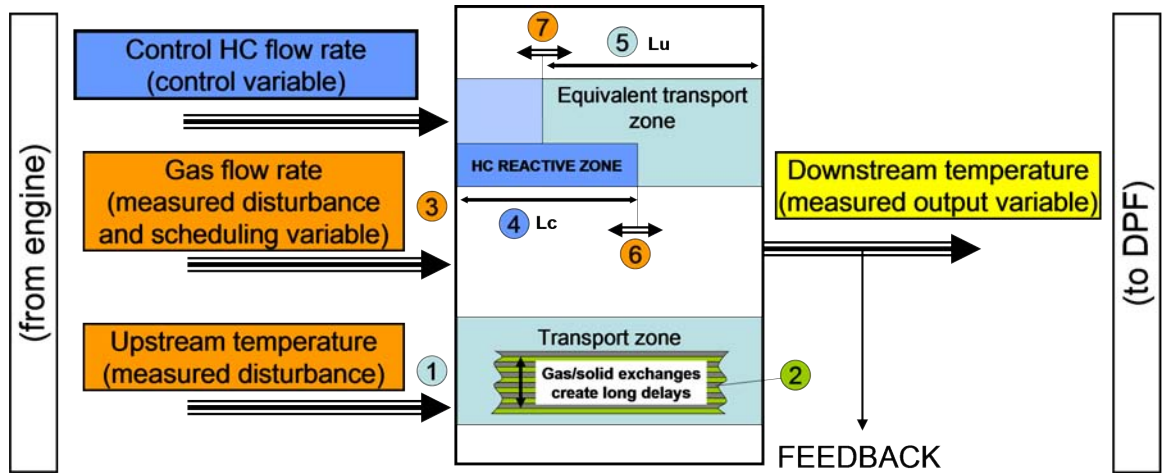 (from engine)
Control HC flow rate
(control variable)
Gas flow rate
(measured disturbance
and scheduling variable)
3
Upstream temperature
(measured disturbance)
1
7
5 Lu
Equivalent transport
zone
HC REACTIVE ZONE
4 Lc
6
Transport zone
Gas/solid exchanges
create long delays
2
Downstream temperature
(measured output variable)
FEEDBACK
(to DPF)